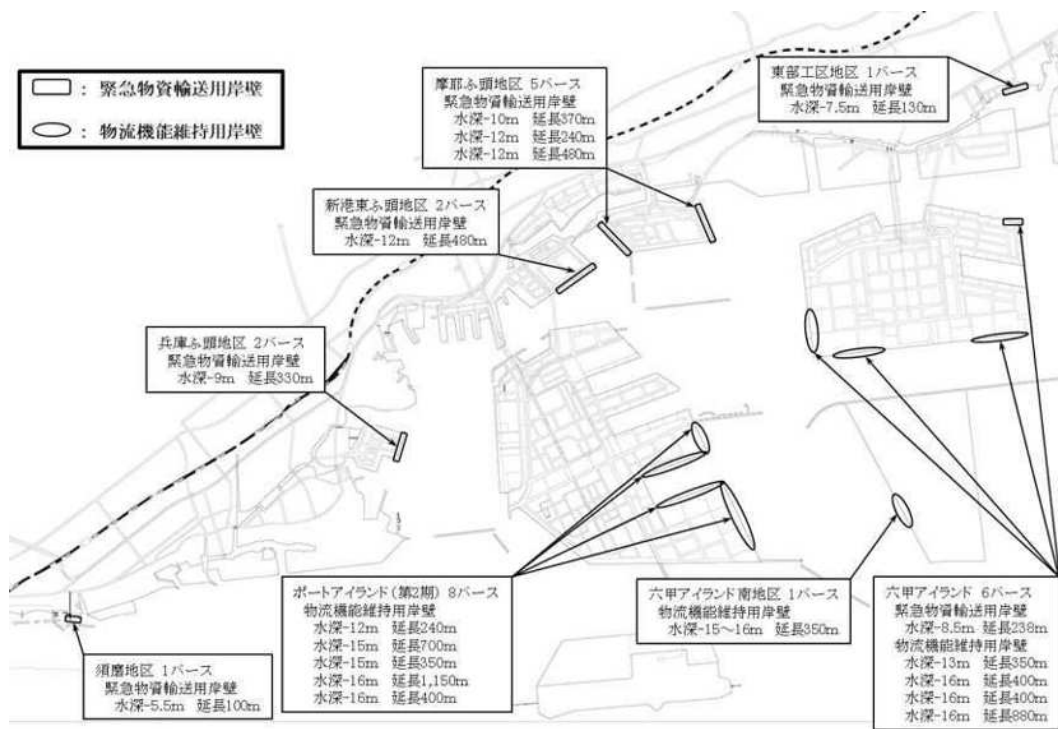 ：緊急物資輸送用岸壁
：物流機能維持用岸壁
摩耶ふ頭地区 5バース
緊急物資輸送用岸壁
水深-10m 延長370m
水深-12m 延長240m
水深-12m 延長480m
東部工区地区 1バース
緊急物資輸送用岸壁
水深-7.5m 延長130m
新港東ふ頭地区 2バース
緊急物資輸送用岸壁
水深-12m 延長480m
兵庫ふ頭地区 2バース
緊急物資輸送用岸壁
水深-9m 延長330m
須磨地区 1バース
緊急物資輸送用岸壁
水深-5.5m 延長100m
ポートアイランド(第2期) 8バース
物流機能維持用岸壁
水深-12m 延長240m
水深-15m 延長700m
水深-15m 延長350m
水深-16m 延長1,150m
水深-16m 延長400m
六甲アイランド南地区 1バース
物流機能維持用岸壁
水深-15～16m 延長350m
六甲アイランド 6バース
緊急物資輸送用岸壁
水深-8.5m 延長238m
物流機能維持用岸壁
水深-13m 延長350m
水深-16m 延長400m
水深-16m 延長400m
水深-16m 延長880m